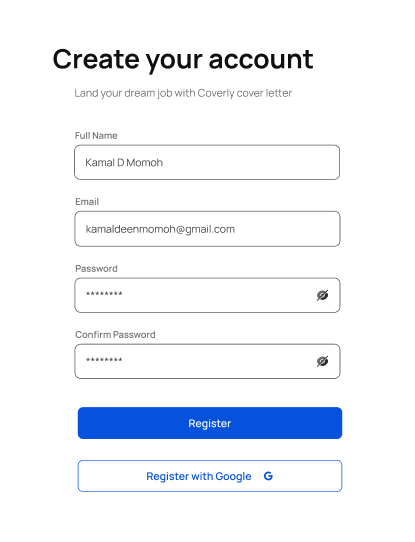 Create your account
Land your dream job with Coverly cover letter
Full Name
Kamal D Momoh
Email
kamaldeenmomoh@gmail.com
Password
********
Confirm Password
********
Register
Register with Google G